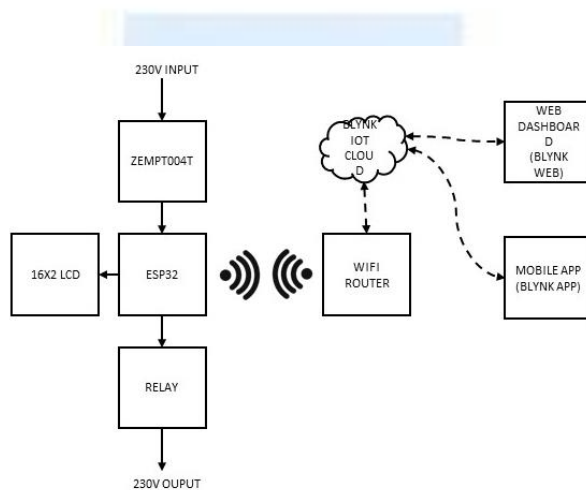 230V INPUT
ZEMPT004T
16X2 LCD
ESP32
RELAY
230V OUPUT
WIFI
ROUTER
BLYNK
IOT
CLOU
D
WEB
DASHBOAR
D
(BLYNK
WEB)
MOBILE APP
(BLYNK APP)